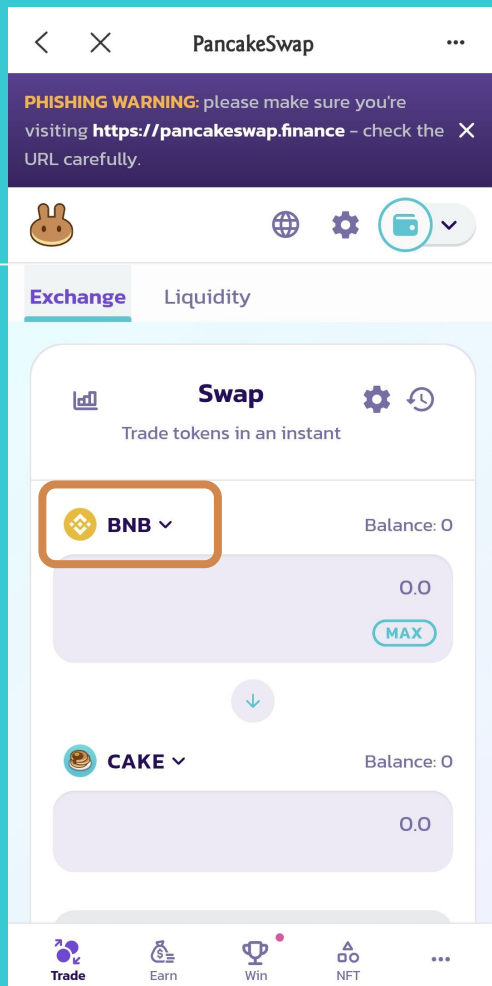 PancakeSwap
PHISHING WARNING: please make sure you're
visiting https://pancakeswap.finance - check the
URL carefully.
Exchange Liquidity
Swap
Trade tokens in an instant
BNB Balance: 0
0.0
MAX
CAKE Balance: 0
0.0
Trade Earn Win NFT